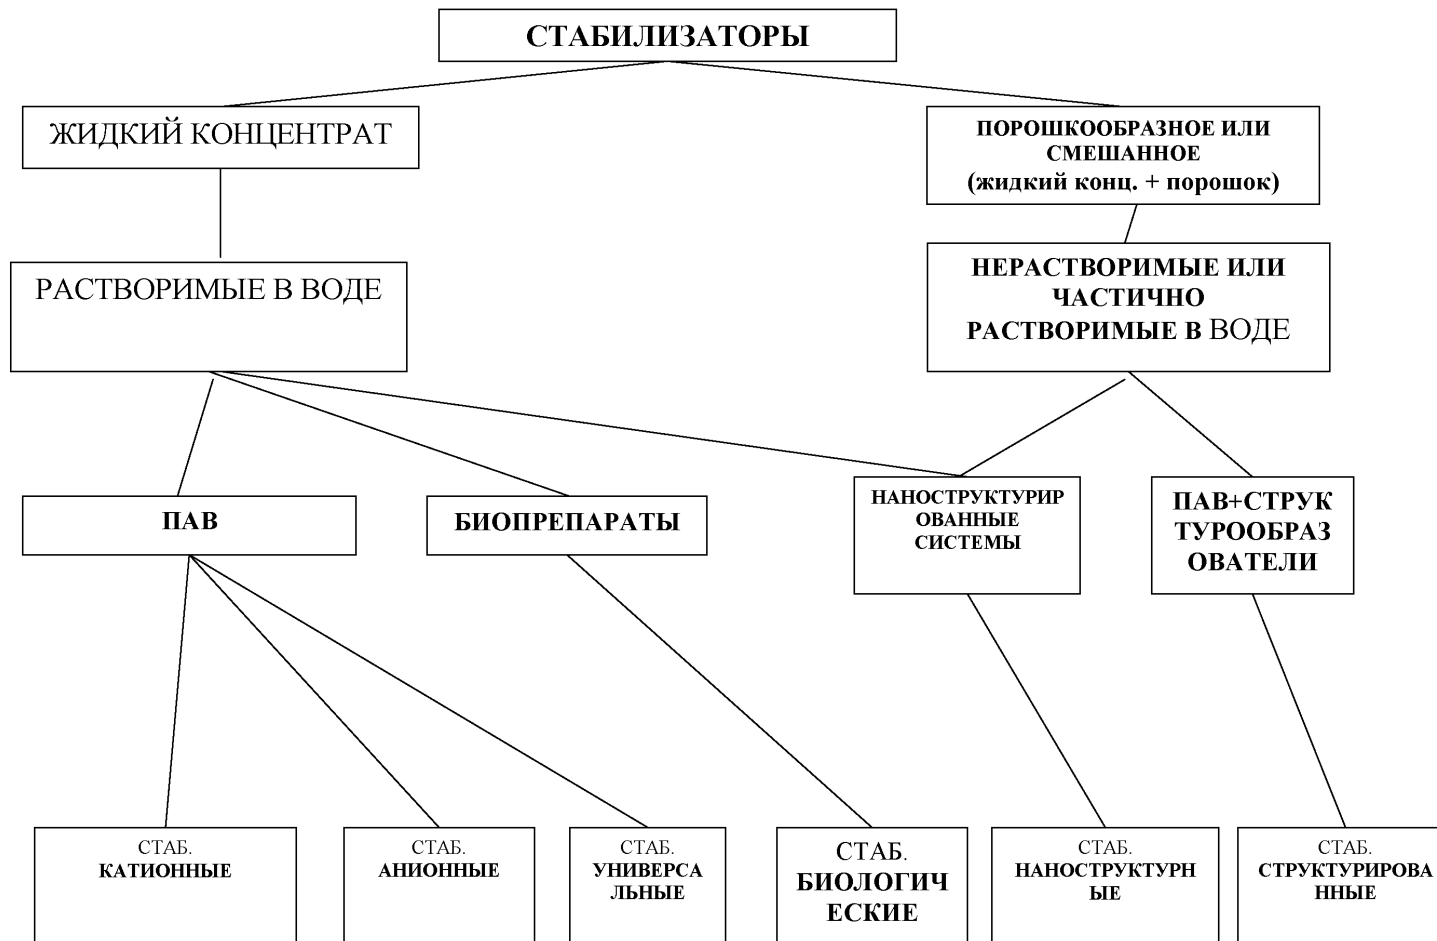 СТАБИЛИЗАТОРЫ
ЖИДКИЙ КОНЦЕНТРАТ
ПОРОШКООБРАЗНОЕ ИЛИ
СМЕШАННОЕ
(жидкий конц. + порошок)
РАСТВОРИМЫЕ В ВОДЕ
НЕРАСТВОРИМЫЕ ИЛИ
ЧАСТИЧНО
РАСТВОРИМЫЕ В ВОДЕ
ПАВ
БИОПРЕПАРАТЫ
НАНОСТРУКТУРИР
ОВАННЫЕ
СИСТЕМЫ
ПАВ+СТРУК
ТУРООБРАЗ
ОВАТЕЛИ
СТАБ.
КАТИОННЫЕ
СТАБ.
АНИОННЫЕ
СТАБ.
УНИВЕРСА
ЛЬНЫЕ
СТАБ.
БИОЛОГИЧ
ЕСКИЕ
СТАБ.
НАНОСТРУКТУРН
ЫЕ
СТАБ.
СТРУКТУРИРОВА
ННЫЕ